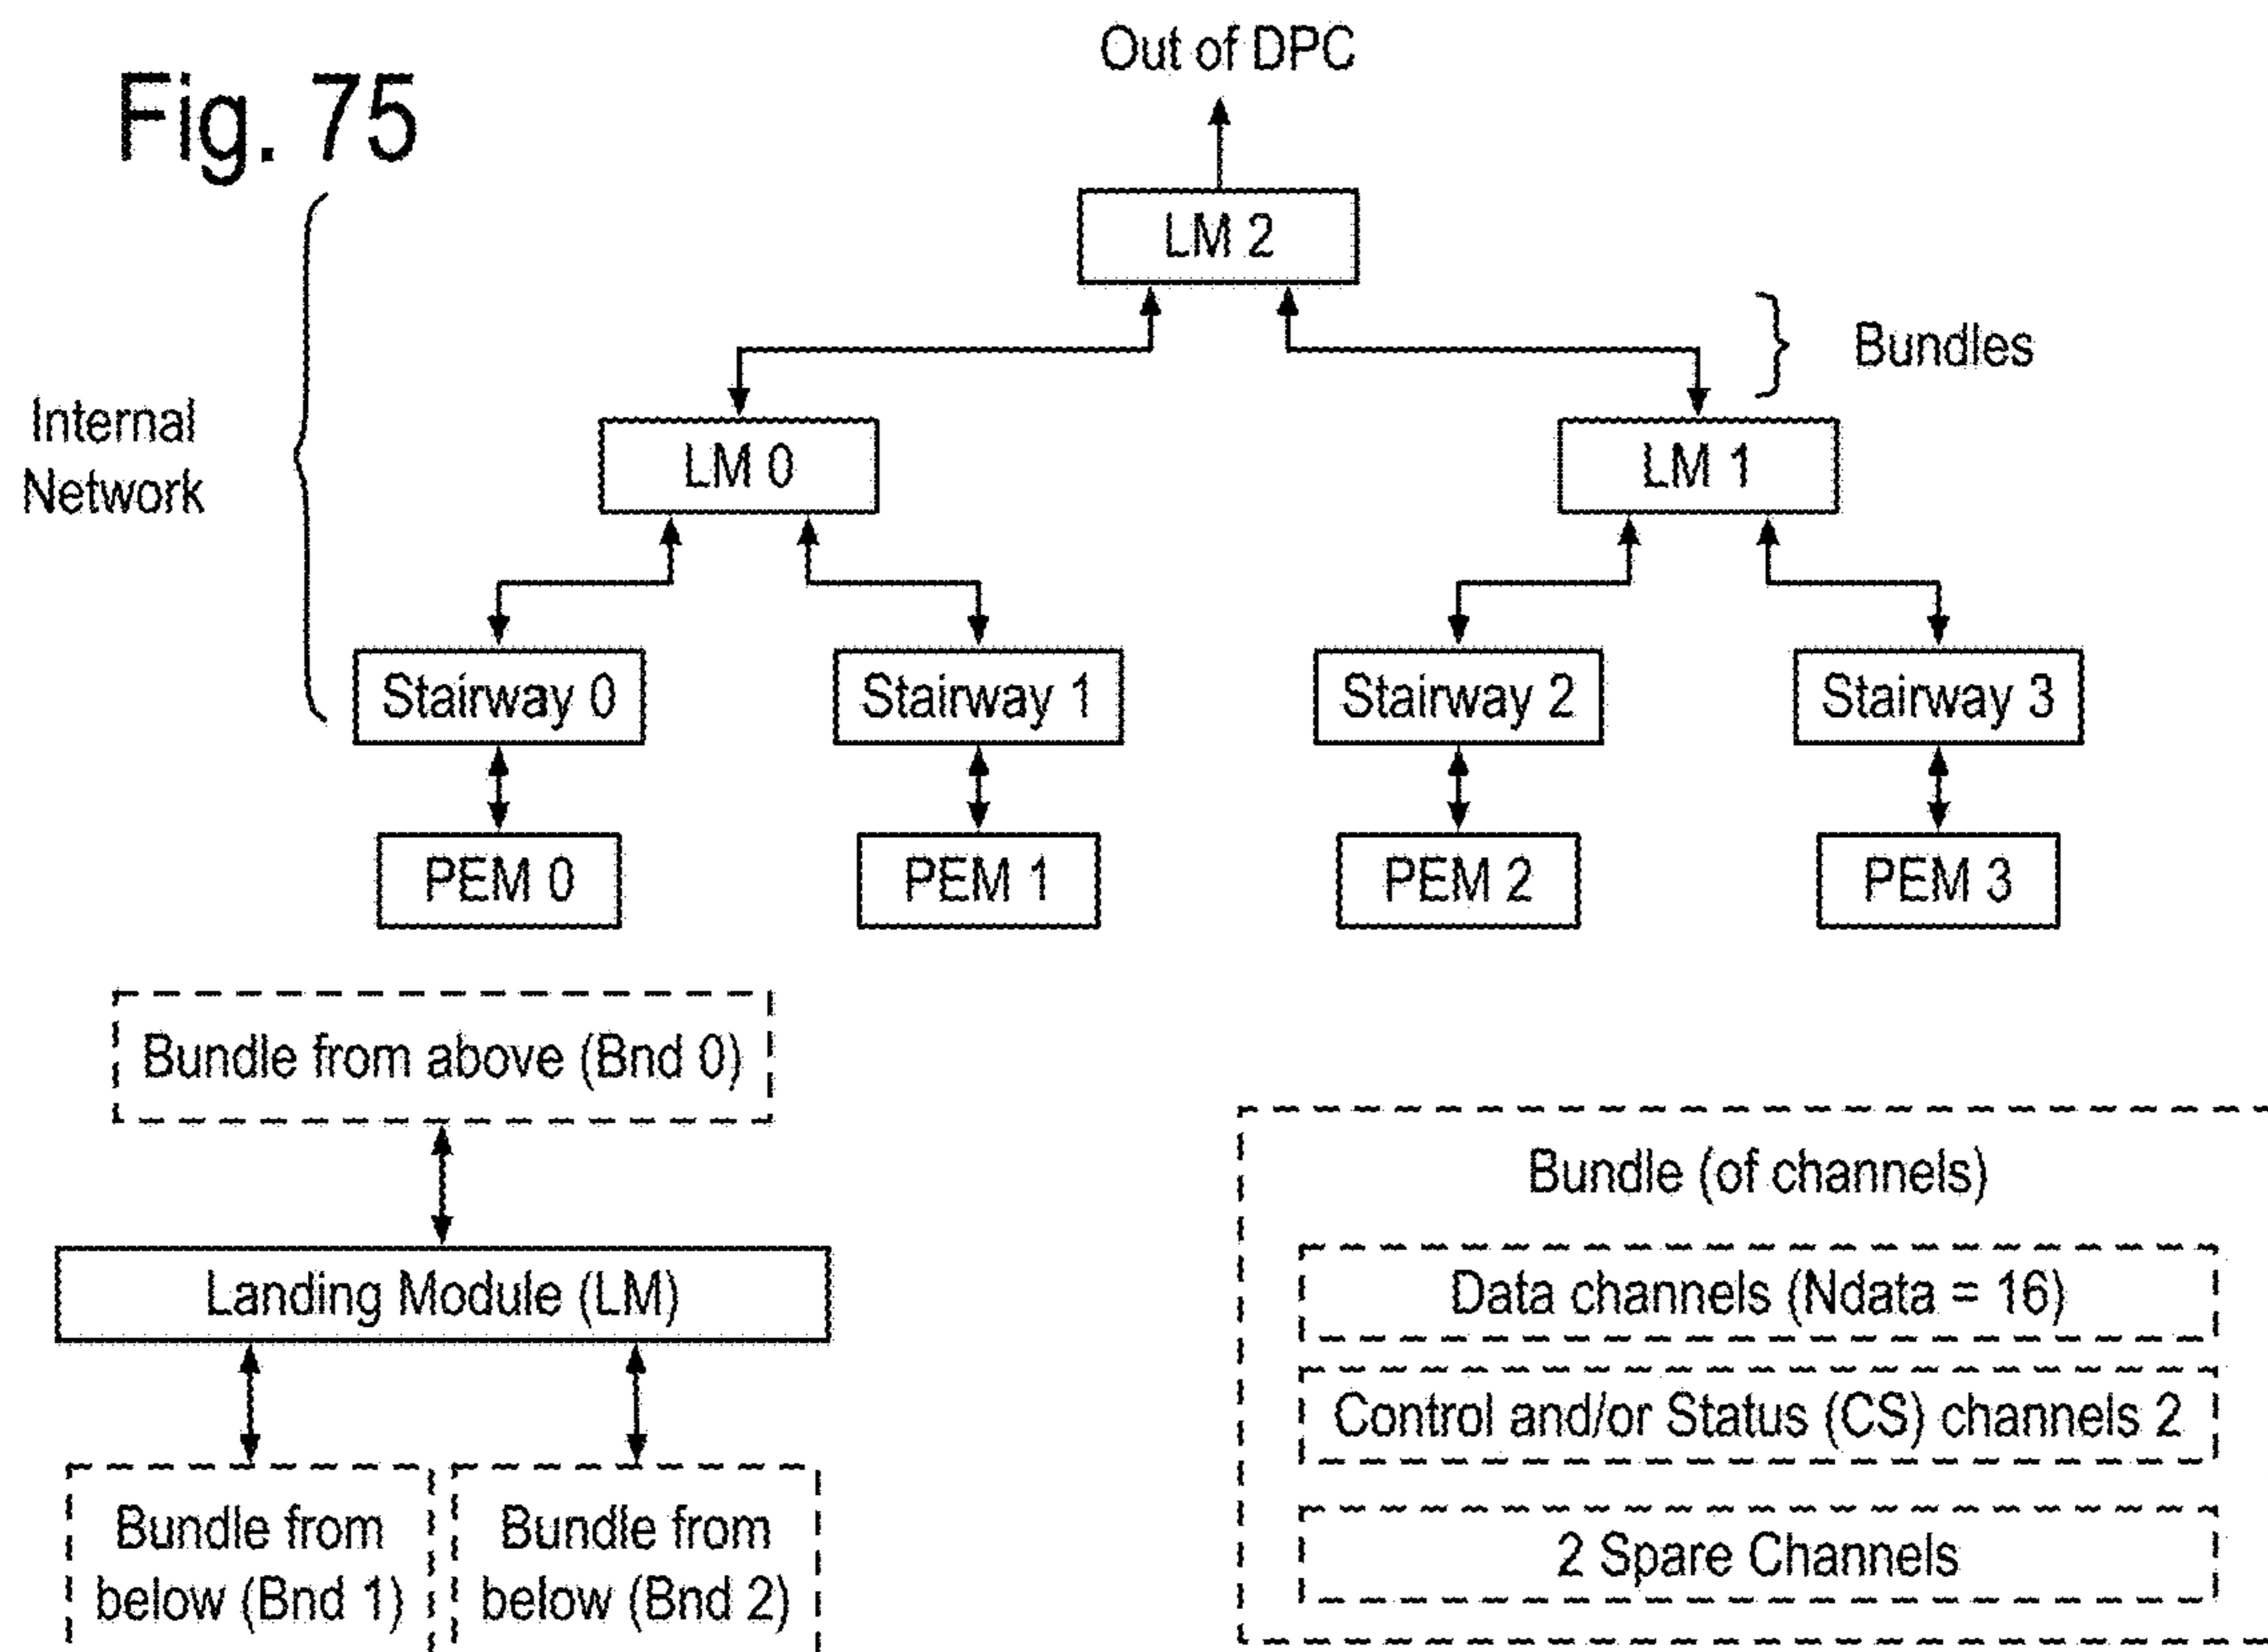 Fig. 75
Out of DPC
LM 2
Bundles
Internal
Network
LM 0
LM 1
Stairway 0
Stairway 1
Stairway 2
Stairway 3
PEM 0
PEM 1
PEM 2
PEM 3
Bundle from above (Bnd 0)
Landing Module (LM)
Bundle from
below (Bnd 1)
Bundle from
below (Bnd 2)
Bundle (of channels)
Data channels (Ndata = 16)
Control and/or Status (CS) channels 2
2 Spare Channels